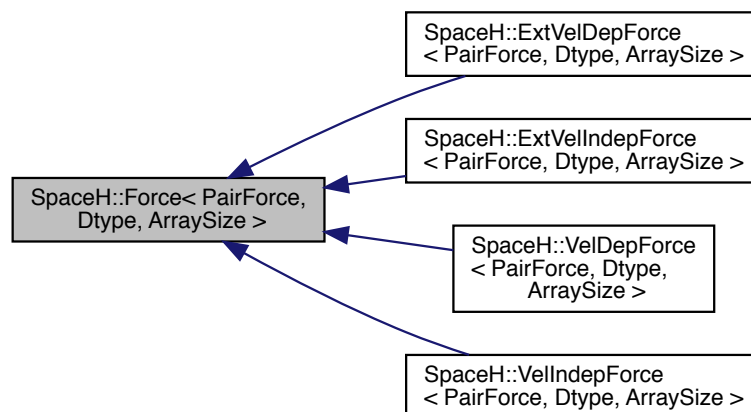 SpaceH::ExtVelDepForce
< PairForce, Dtype, ArraySize >
SpaceH::ExtVelIndepForce
< PairForce, Dtype, ArraySize >
SpaceH::Force< PairForce,
Dtype, ArraySize >
SpaceH::VelDepForce
< PairForce, Dtype,
ArraySize >
SpaceH::VelIndepForce
< PairForce, Dtype, ArraySize >